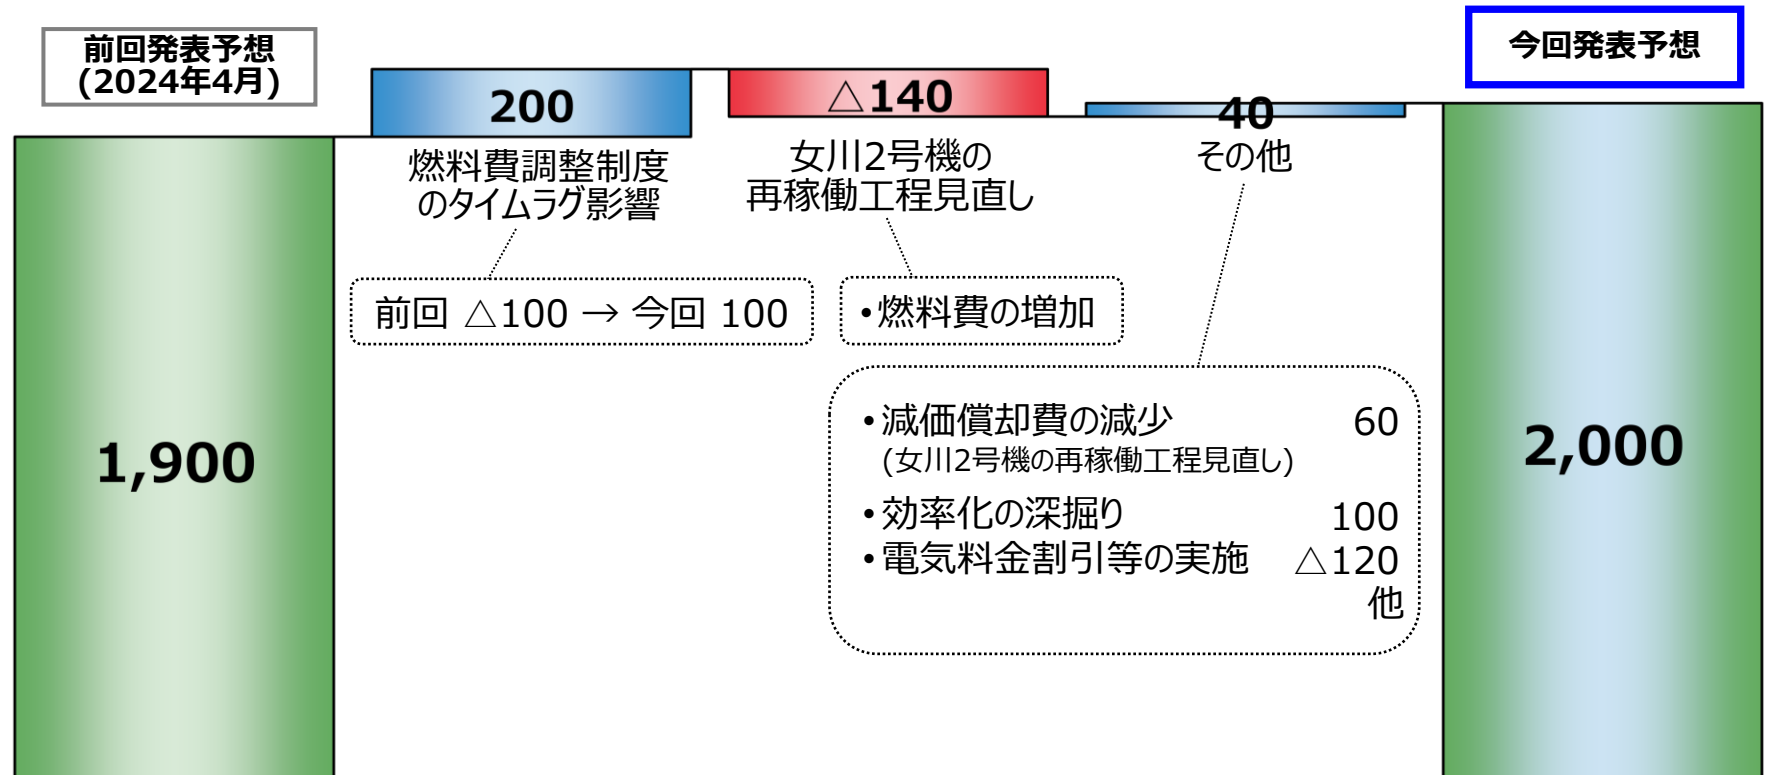 前回発表予想
(2024年4月)
今回発表予想
200
△140
40
燃料費調整制度
のタイムラグ影響
女川2号機の
再稼働工程見直し
その他
前回 △100 → 今回 100
•燃料費の増加
1,900
2,000
•減価償却費の減少 60
(女川2号機の再稼働工程見直し)
•効率化の深掘り 100
•電気料金割引等の実施 △120
他